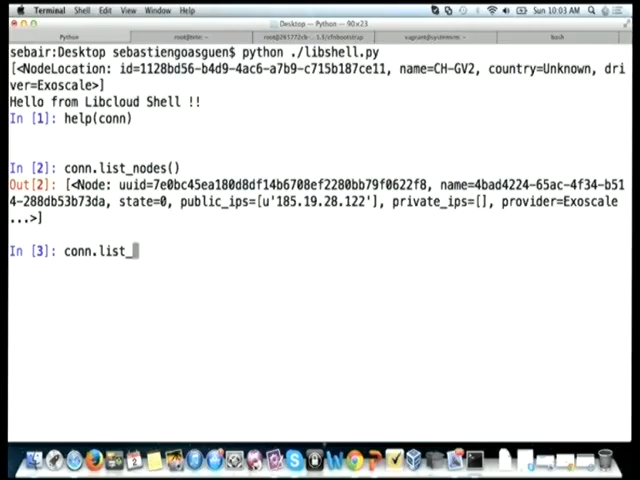 Terminal Shell Edit View Window Help
Sun 10:03 AM
Desktop — Python — 90×23
Python
sebair:Desktop sebastiengoasguen$ python ./libshell.py
[<NodeLocation: id=1128bd56-b4d9-4ac6-a7b9-c715b187ce11, name=CH-GV2, country=Unknown, dri
ver=Exoscale>]
Hello from Libcloud Shell !!
In [1]: help(conn)
In [2]: conn.list_nodes()
Out[2]: [<Node: uuid=7e0bc45ea180d8df14b6708ef2280bb79f0622f8, name=4bad4224-65ac-4f34-b51
4-288db53b73da, state=0, public_ips=[u'185.19.28.122'], private_ips=[], provider=Exoscale
...>]
In [3]: conn.list_